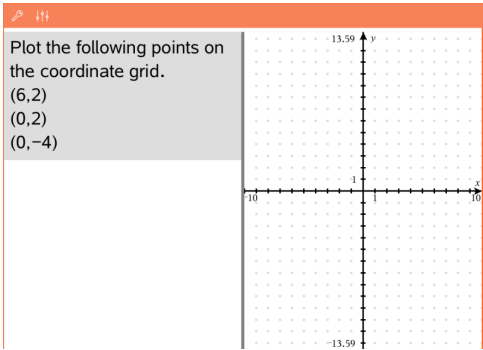 Plot the following points on
the coordinate grid.
(6,2)
(0,2)
(0,−4)
13.59 y
1
x
-10 1 10
-13.59